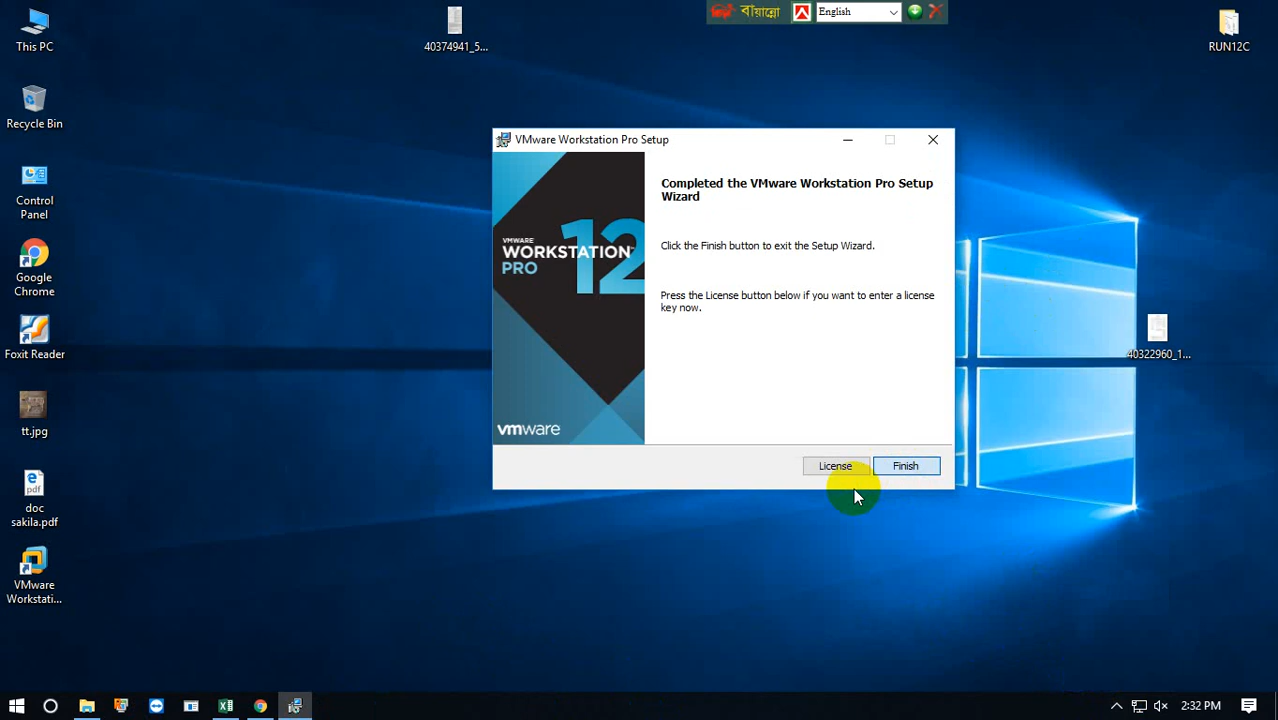 বায়ান্নো
English
This PC
40374941_5...
RUN12C
Recycle Bin
Control
Panel
Google
Chrome
Foxit Reader
tt.jpg
pdf
doc
sakila.pdf
VMware
Workstati...
VMware Workstation Pro Setup
VMWARE
WORKSTATION™
PRO
12
vmware
Completed the VMware Workstation Pro Setup
Wizard
Click the Finish button to exit the Setup Wizard.
Press the License button below if you want to enter a license
key now.
License
Finish
40322960_1...
2:32 PM